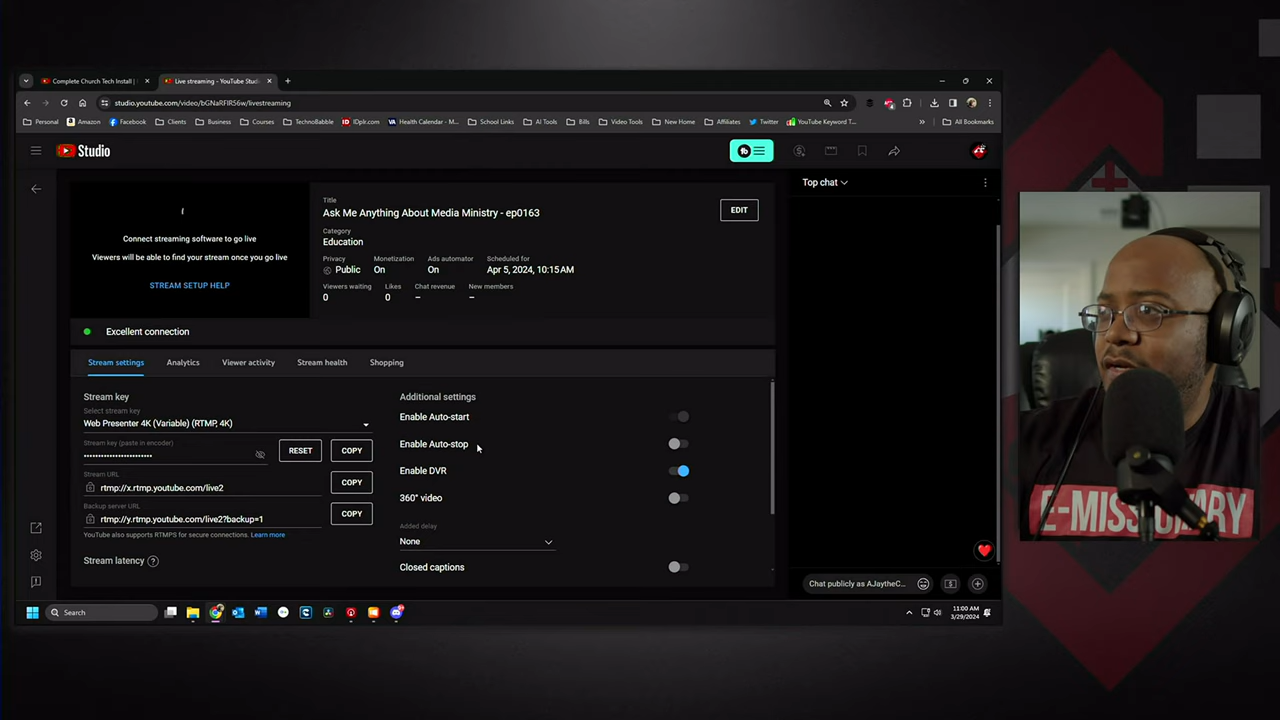 Complete Church Tech Install |
Live streaming - YouTube Stud
studio.youtube.com/video/bGNaRFlR56w/livestreaming
Personal
Amazon
Facebook
Clients
Business
Courses
TechnoBabble
IDplr.com
Health Calendar - M...
School Links
AI Tools
Bills
Video Tools
New Home
Affiliates
Twitter
YouTube Keyword T...
All Bookmarks
Studio
Top chat
Connect streaming software to go live
Viewers will be able to find your stream once you go live
STREAM SETUP HELP
Title
Ask Me Anything About Media Ministry - ep0163
EDIT
Category
Education
Privacy Monetization Ads automator Scheduled for
Public On On Apr 5, 2024, 10:15 AM
Viewers waiting Likes Chat revenue New members
0 0 – –
Excellent connection
Stream settings Analytics Viewer activity Stream health Shopping
Stream key
Select stream key
Web Presenter 4K (Variable) (RTMP, 4K)
Stream key (paste in encoder)
••••••••••••••••••••••••
RESET COPY
Stream URL
rtmp://x.rtmp.youtube.com/live2
COPY
Backup server URL
rtmp://y.rtmp.youtube.com/live2?backup=1
COPY
YouTube also supports RTMPS for secure connections. Learn more
Stream latency
Additional settings
Enable Auto-start
Enable Auto-stop
Enable DVR
360° video
Added delay
None
Closed captions
Chat publicly as AJaytheC...
Search
11:00 AM
3/29/2024
E-MISSIONARY